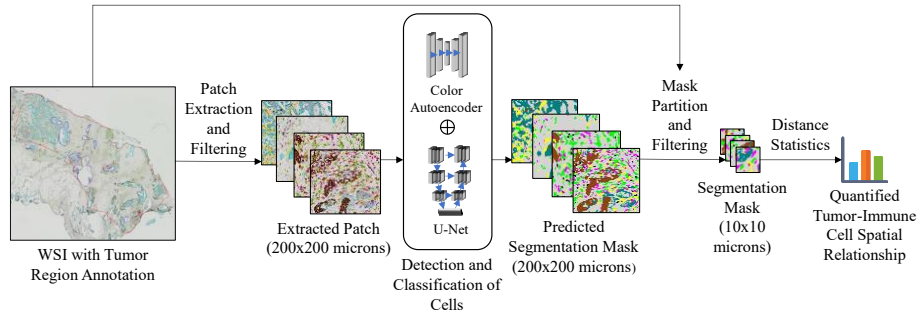 WSI with Tumor
Region Annotation
Patch
Extraction
and
Filtering
Extracted Patch
(200x200 microns)
Color
Autoencoder
U-Net
Detection and
Classification of
Cells
Predicted
Segmentation Mask
(200x200 microns)
Mask
Partition
and
Filtering
Segmentation
Mask
(10x10
microns)
Distance
Statistics
Quantified
Tumor-Immune
Cell Spatial
Relationship